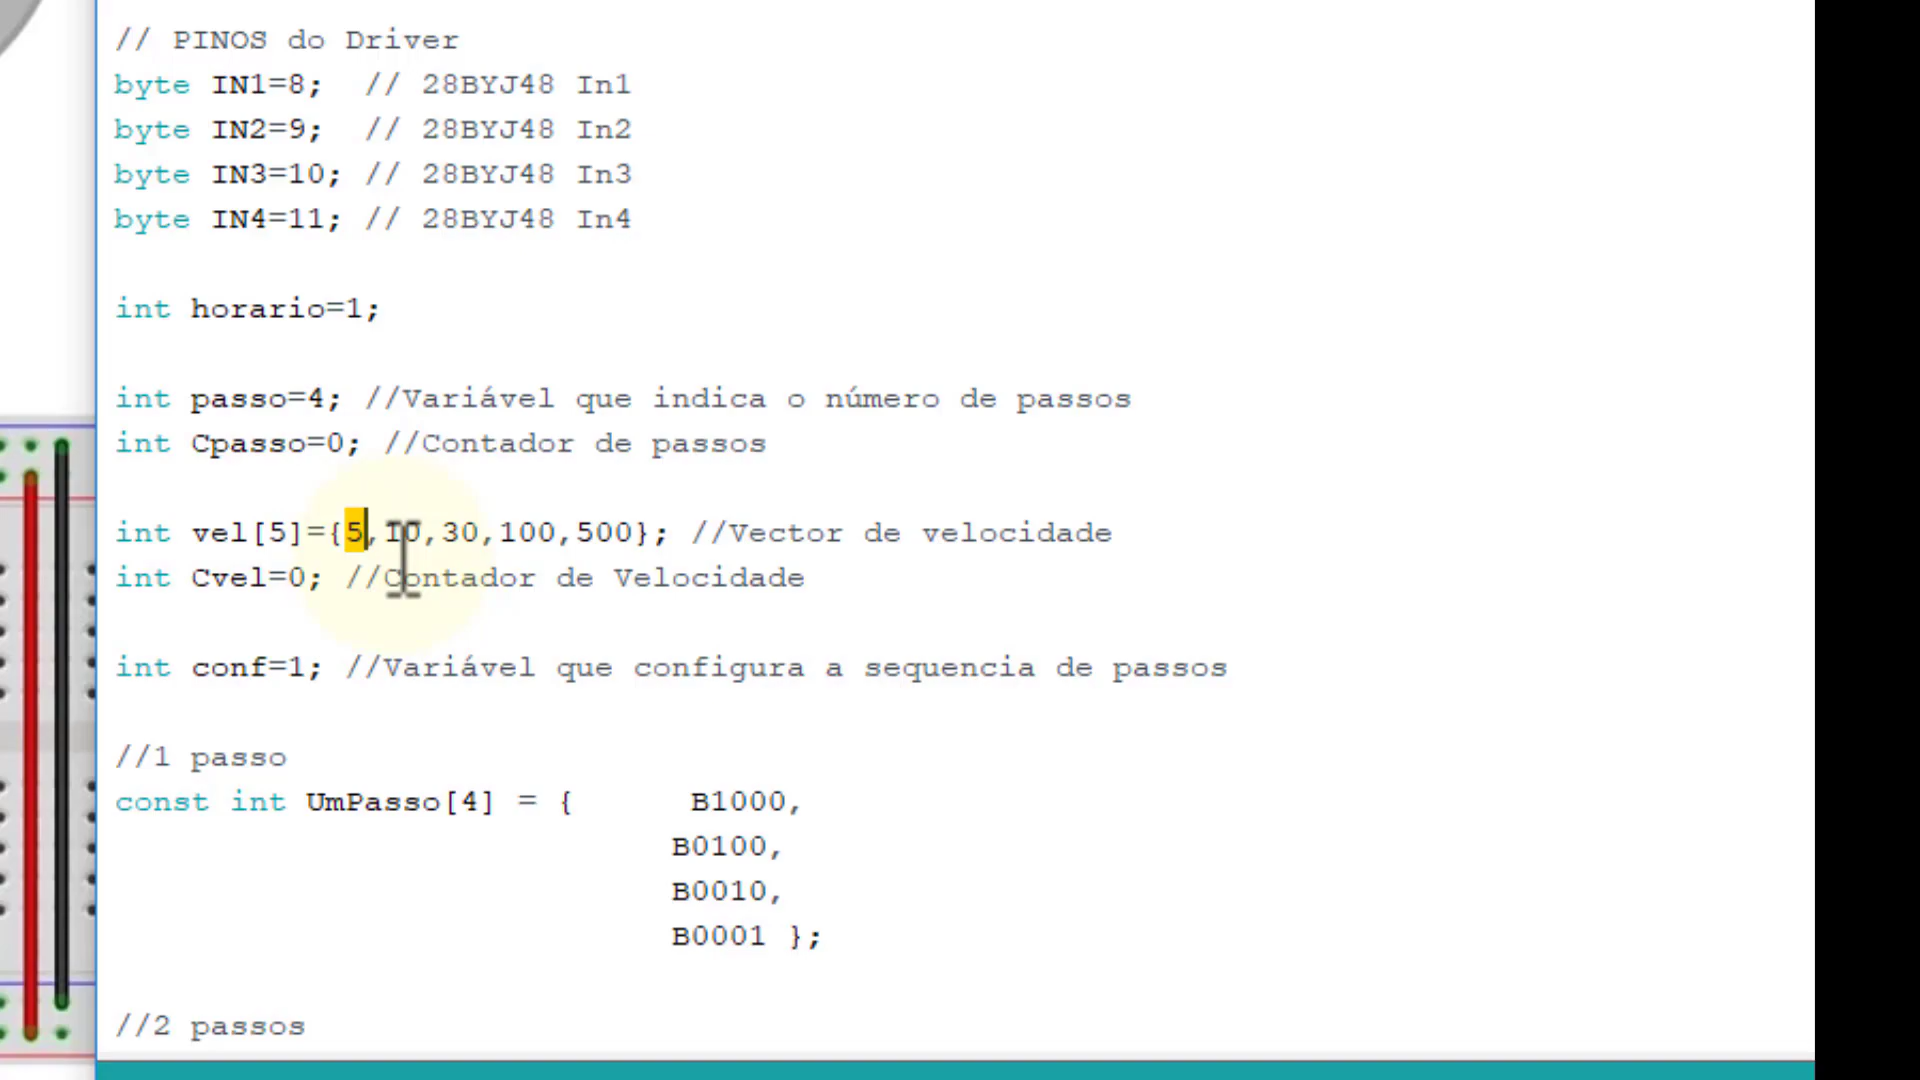 // PINOS do Driver
byte IN1=8;  // 28BYJ48 In1
byte IN2=9;  // 28BYJ48 In2
byte IN3=10; // 28BYJ48 In3
byte IN4=11; // 28BYJ48 In4
int horario=1;
int passo=4; //Variável que indica o número de passos
int Cpasso=0; //Contador de passos
int vel[5]={5,10,30,100,500}; //Vector de velocidade
int Cvel=0; //Contador de Velocidade
int conf=1; //Variável que configura a sequencia de passos
//1 passo
const int UmPasso[4] = {      B1000,
B0100,
B0010,
B0001 };
//2 passos